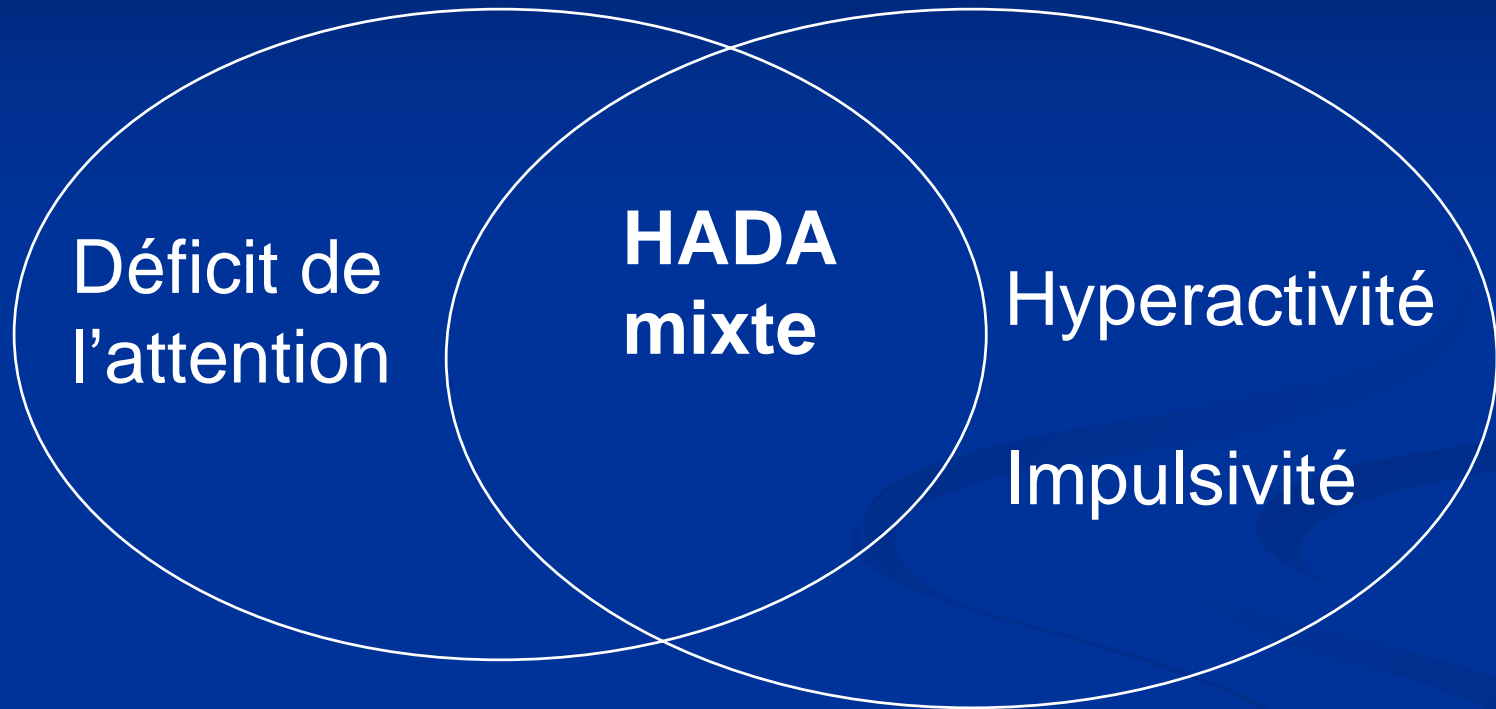 Déficit de
l’attention
HADA
mixte
Hyperactivité
Impulsivité